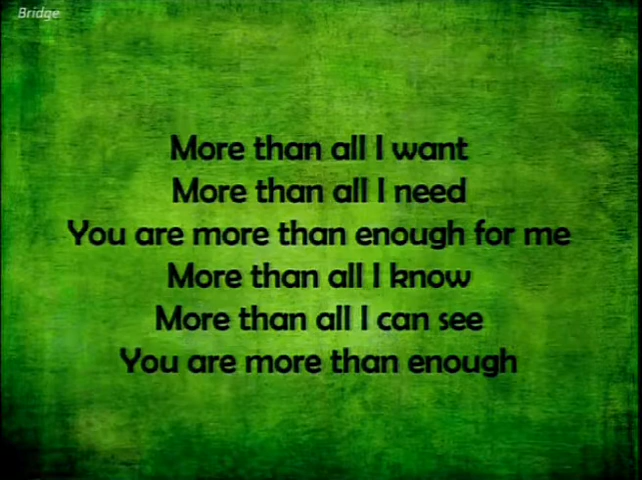 Bridge
More than all I want
More than all I need
You are more than enough for me
More than all I know
More than all I can see
You are more than enough